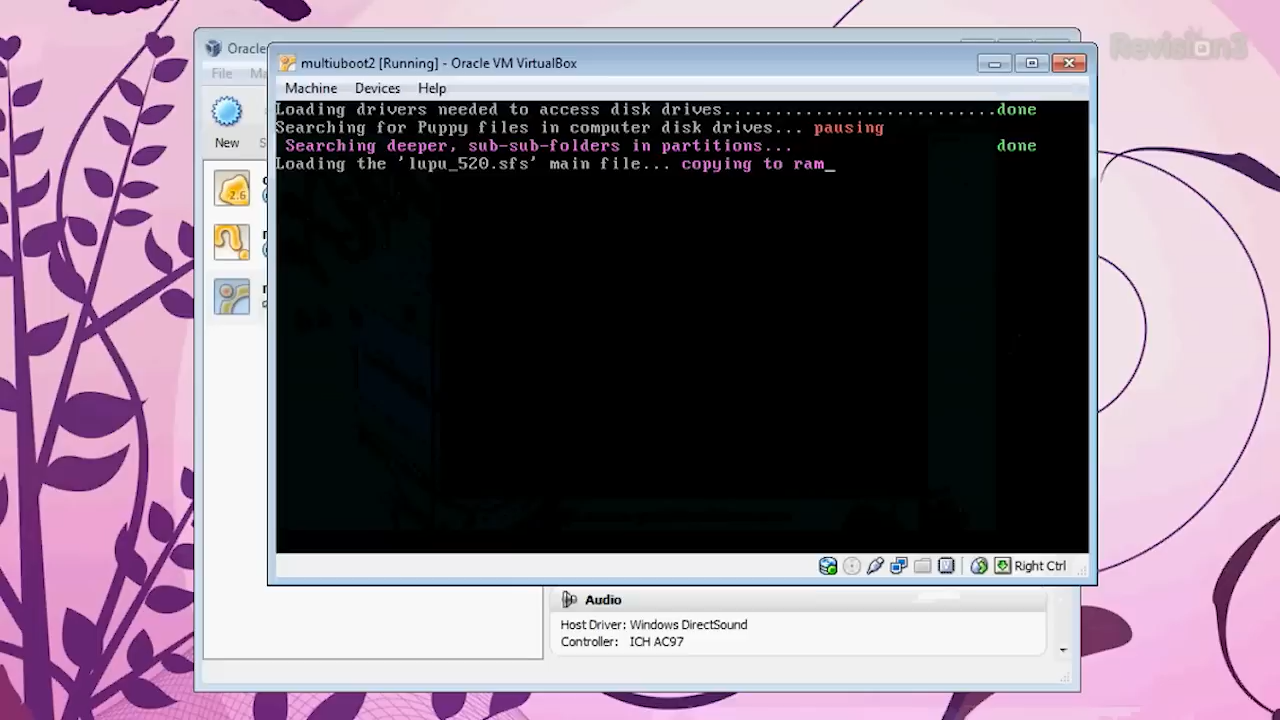 Revision3
Oracle
multiuboot2 [Running] - Oracle VM VirtualBox
File
Machine Devices Help
Loading drivers needed to access disk drives..........................done
Searching for Puppy files in computer disk drives... pausing
Searching deeper, sub-sub-folders in partitions... done
Loading the 'lupu_520.sfs' main file... copying to ram_
New
2.6
Right Ctrl
Audio
Host Driver: Windows DirectSound
Controller: ICH AC97